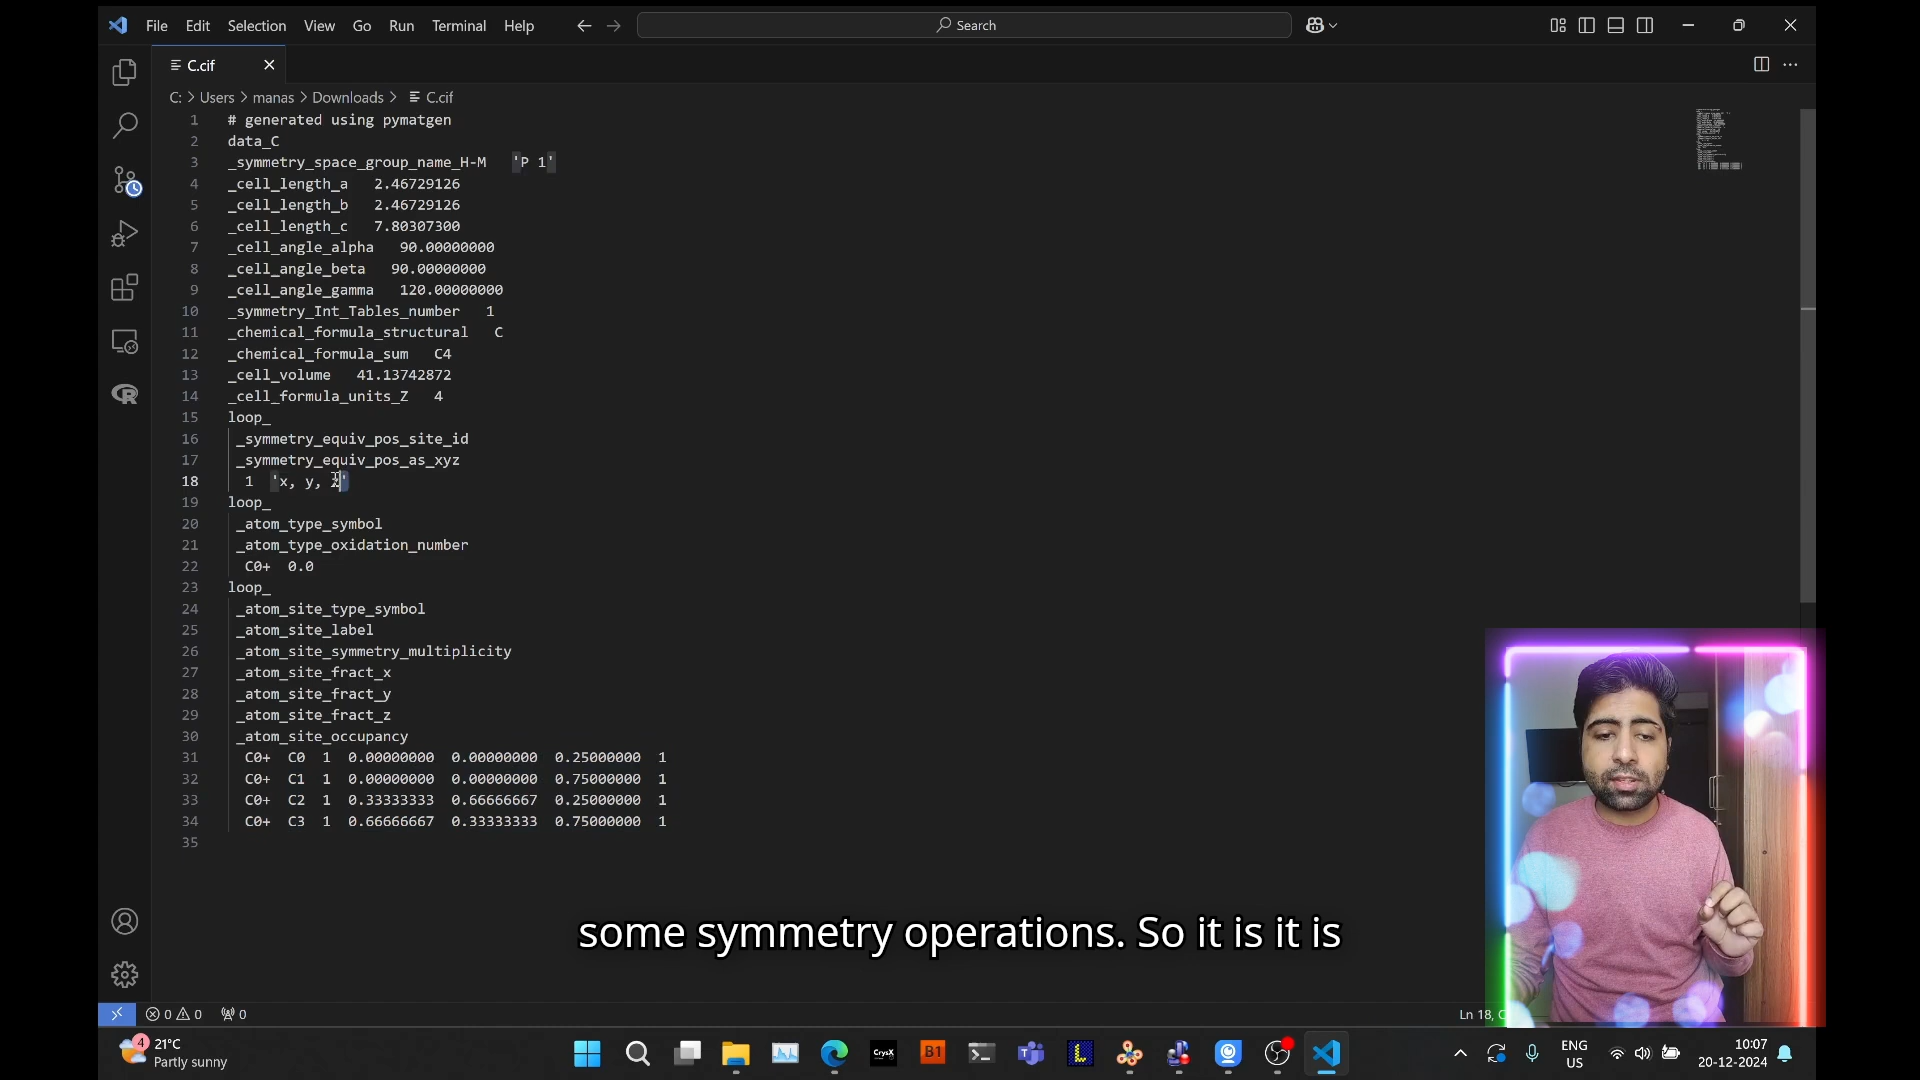 File Edit Selection View Go Run Terminal Help
Search
C.cif
C: > Users > manas > Downloads > C.cif
1 # generated using pymatgen
2 data_C
3 _symmetry_space_group_name_H-M 'P 1'
4 _cell_length_a 2.46729126
5 _cell_length_b 2.46729126
6 _cell_length_c 7.80307300
7 _cell_angle_alpha 90.00000000
8 _cell_angle_beta 90.00000000
9 _cell_angle_gamma 120.00000000
10 _symmetry_Int_Tables_number 1
11 _chemical_formula_structural C
12 _chemical_formula_sum C4
13 _cell_volume 41.13742872
14 _cell_formula_units_Z 4
15 loop_
16 _symmetry_equiv_pos_site_id
17 _symmetry_equiv_pos_as_xyz
18 1 'x, y, z'
19 loop_
20 _atom_type_symbol
21 _atom_type_oxidation_number
22 C0+ 0.0
23 loop_
24 _atom_site_type_symbol
25 _atom_site_label
26 _atom_site_symmetry_multiplicity
27 _atom_site_fract_x
28 _atom_site_fract_y
29 _atom_site_fract_z
30 _atom_site_occupancy
31 C0+ C0 1 0.00000000 0.00000000 0.25000000 1
32 C0+ C1 1 0.00000000 0.00000000 0.75000000 1
33 C0+ C2 1 0.33333333 0.66666667 0.25000000 1
34 C0+ C3 1 0.66666667 0.33333333 0.75000000 1
35
some symmetry operations. So it is it is
0 0 0
Ln 18, C
4
21°C
Partly sunny
CrysX
B1
L
ENG
US
10:07
20-12-2024